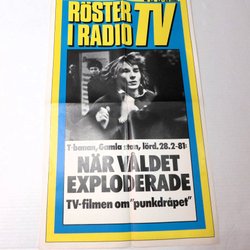 RÖSTER TV
I RADIO
T-banan, Gamla stan, lörd. 28.2-81:
NÄR VÅLDET
EXPLODERADE
TV-filmen om "punkdråpet"